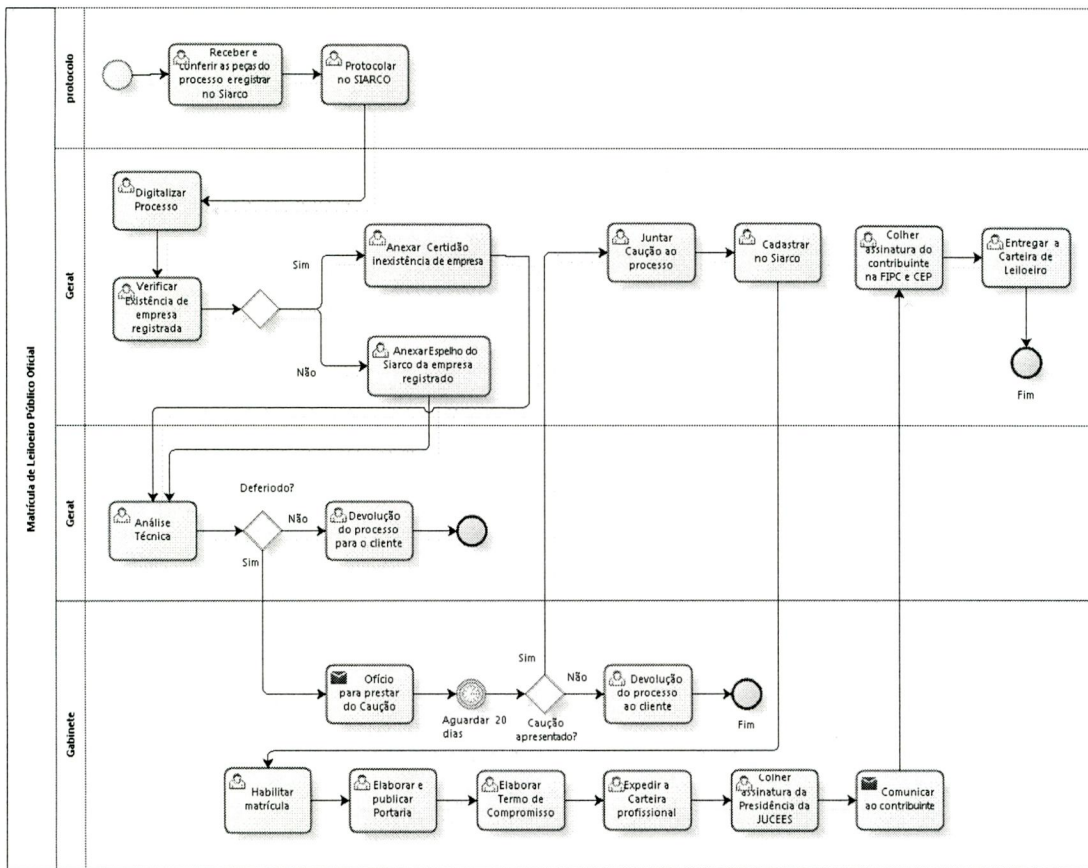 Matrícula de Leiloeiro Público Oficial
protocolo
Receber e
conferir as peças do
processo e registrar
no Siarco
Protocolar
no SIARCO
Gerat
Digitalizar
Processo
Verificar
Existência de
empresa
registrada
Sim
Não
Anexar Certidão
inexistência de empresa
Anexar Espelho do
Siarco da empresa
registrado
Juntar
Caução ao
processo
Cadastrar
no Siarco
Colher
assinatura do
contribuinte
na FIPC e CEP
Entregar a
Carteira de
Leiloeiro
Fim
Gerat
Análise
Técnica
Deferiodo?
Não
Sim
Devolução
do processo
para o cliente
Gabinete
Ofício
para prestar
do Caução
Aguardar 20
dias
Sim
Caução
apresentado?
Não
Devolução
do processo
ao cliente
Fim
Habilitar
matrícula
Elaborar e
publicar
Portaria
Elaborar
Termo de
Compromisso
Expedir a
Carteira
profissional
Colher
assinatura da
Presidência da
JUCEES
Comunicar
ao contribuinte